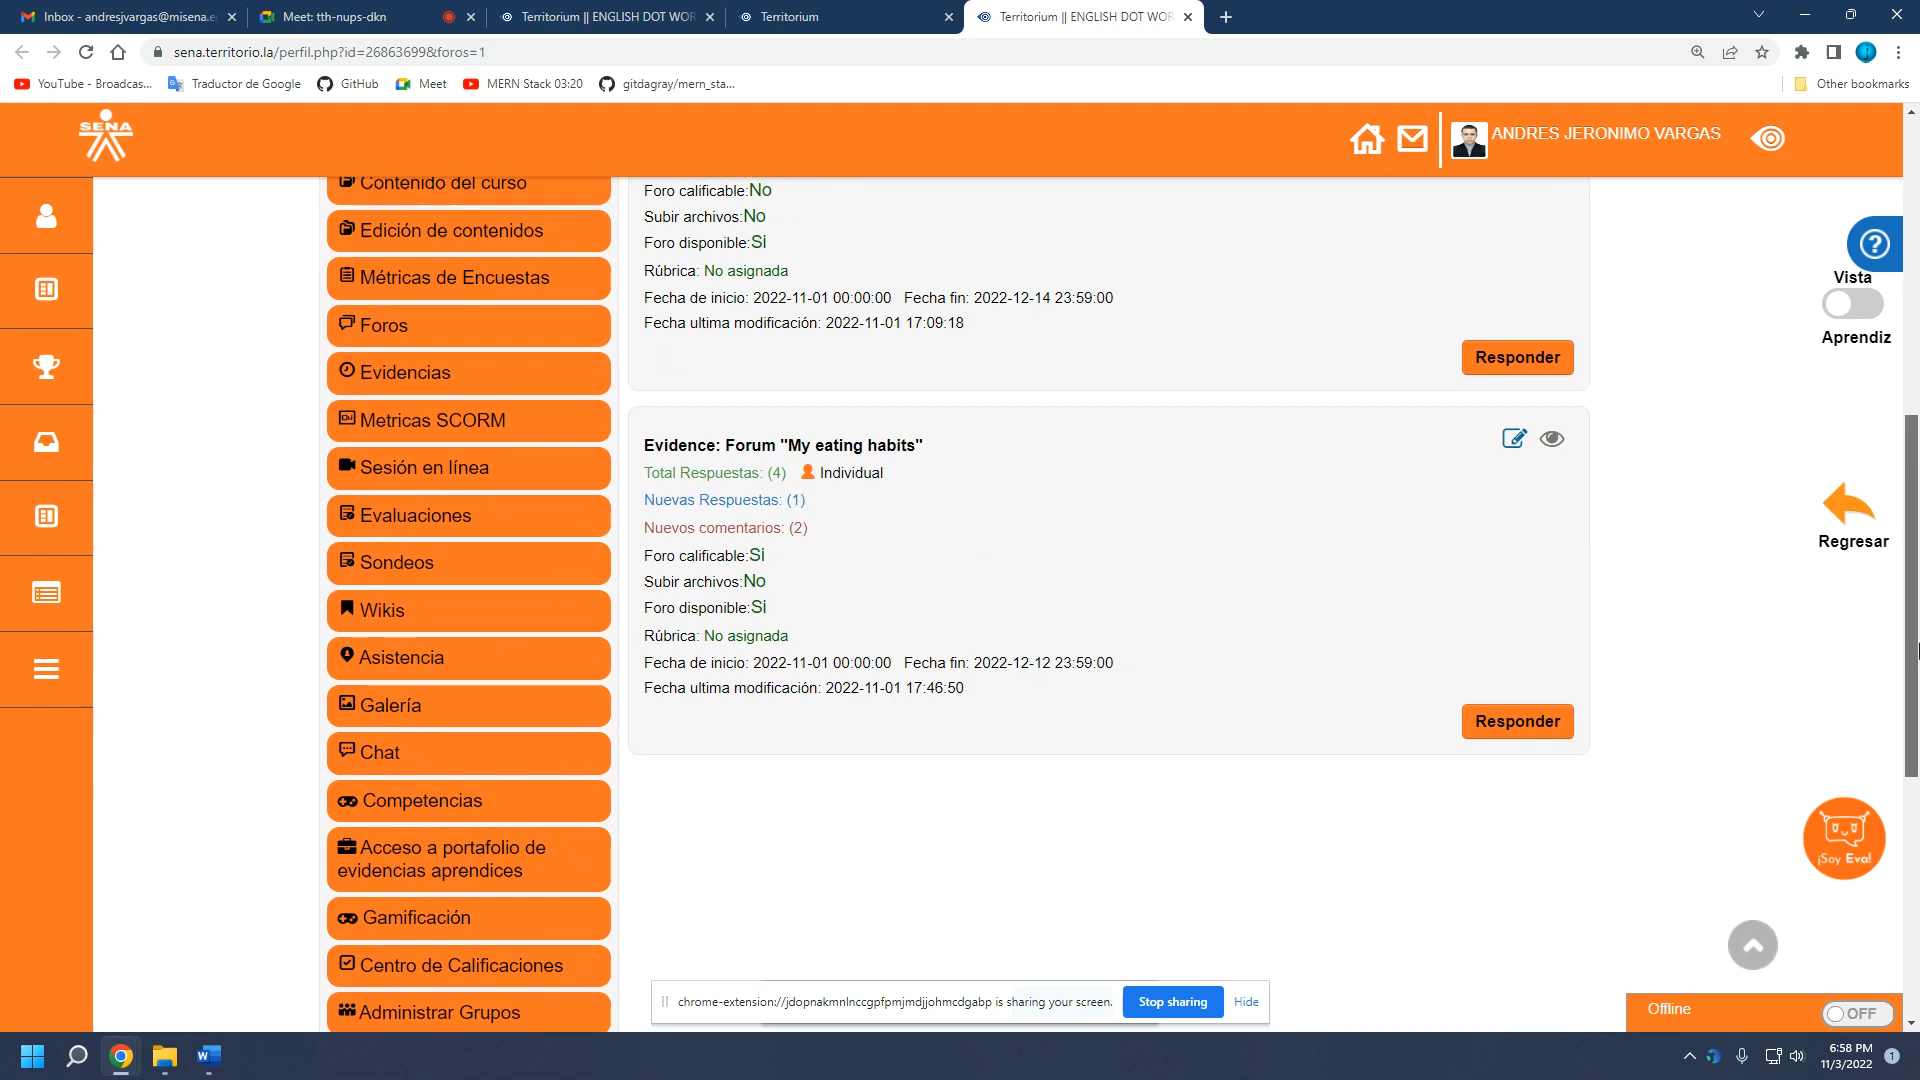 Inbox - andresjvargas@misena.e
Meet: tth-nups-dkn
Territorium || ENGLISH DOT WOR
Territorium
Territorium || ENGLISH DOT WOR
sena.territorio.la/perfil.php?id=26863699&foros=1
YouTube - Broadcas...
Traductor de Google
GitHub
Meet
MERN Stack 03:20
gitdagray/mern_sta...
Other bookmarks
SENA
ANDRES JERONIMO VARGAS
Contenido del curso
Edición de contenidos
Métricas de Encuestas
Foros
Evidencias
Metricas SCORM
Sesión en línea
Evaluaciones
Sondeos
Wikis
Asistencia
Galería
Chat
Competencias
Acceso a portafolio de
evidencias aprendices
Gamificación
Centro de Calificaciones
Administrar Grupos
Foro calificable:No
Subir archivos:No
Foro disponible:Si
Rúbrica: No asignada
Fecha de inicio: 2022-11-01 00:00:00 Fecha fin: 2022-12-14 23:59:00
Fecha ultima modificación: 2022-11-01 17:09:18
Responder
Evidence: Forum "My eating habits"
Total Respuestas: (4) Individual
Nuevas Respuestas: (1)
Nuevos comentarios: (2)
Foro calificable:Si
Subir archivos:No
Foro disponible:Si
Rúbrica: No asignada
Fecha de inicio: 2022-11-01 00:00:00 Fecha fin: 2022-12-12 23:59:00
Fecha ultima modificación: 2022-11-01 17:46:50
Responder
Vista
Aprendiz
Regresar
¡Soy Eva!
chrome-extension://jdopnakmnlnccgpfpmjmdjjohmcdgabp is sharing your screen.
Stop sharing
Hide
Offline
OFF
6:58 PM
11/3/2022
1